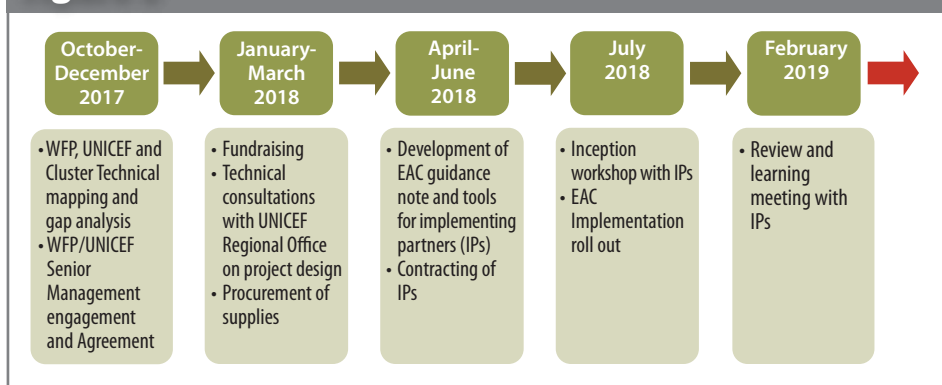 October-
December
2017
January-
March
2018
April-
June
2018
July
2018
February
2019
• WFP, UNICEF and
Cluster Technical
mapping and
gap analysis
• WFP/UNICEF
Senior
Management
engagement
and Agreement
• Fundraising
• Technical
consultations
with UNICEF
Regional Office
on project design
• Procurement of
supplies
• Development of
EAC guidance
note and tools
for implementing
partners (IPs)
• Contracting of
IPs
• Inception
workshop with IPs
• EAC
Implementation
roll out
• Review and
learning
meeting with
IPs